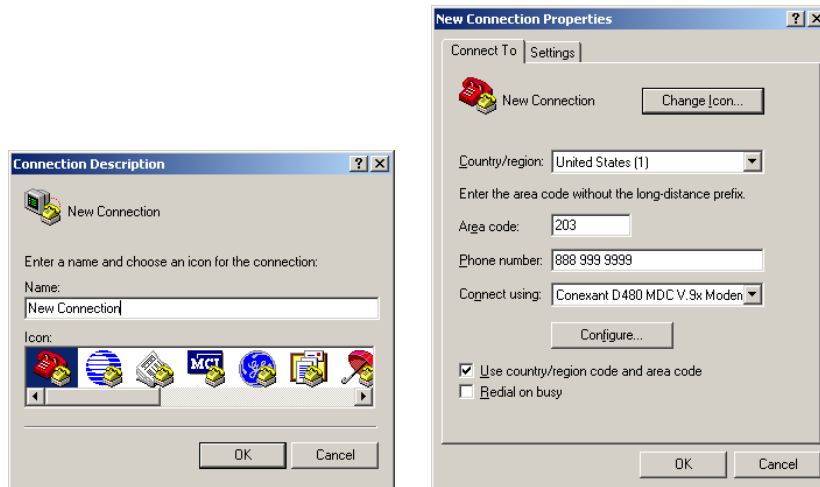 Connection Description
New Connection
Enter a name and choose an icon for the connection:
Name:
New Connection
Icon:
MCI
OK Cancel
New Connection Properties
Connect To Settings
New Connection Change Icon...
Country/region: United States (1)
Enter the area code without the long-distance prefix.
Area code: 203
Phone number: 888 999 9999
Connect using: Conexant D480 MDC V.9x Modem
Configure...
Use country/region code and area code
Redial on busy
OK Cancel